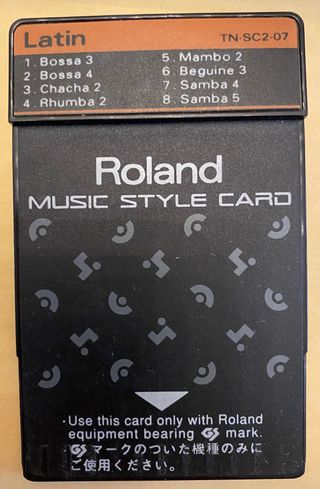 Latin TN-SC2-07
1. Bossa 3 5. Mambo 2
2. Bossa 4 6. Beguine 3
3. Chacha 2 7. Samba 4
4. Rhumba 2 8. Samba 5
Roland
MUSIC STYLE CARD
·Use this card only with Roland
equipment bearing GS mark.
GSマークのついた機種のみに
ご使用ください。